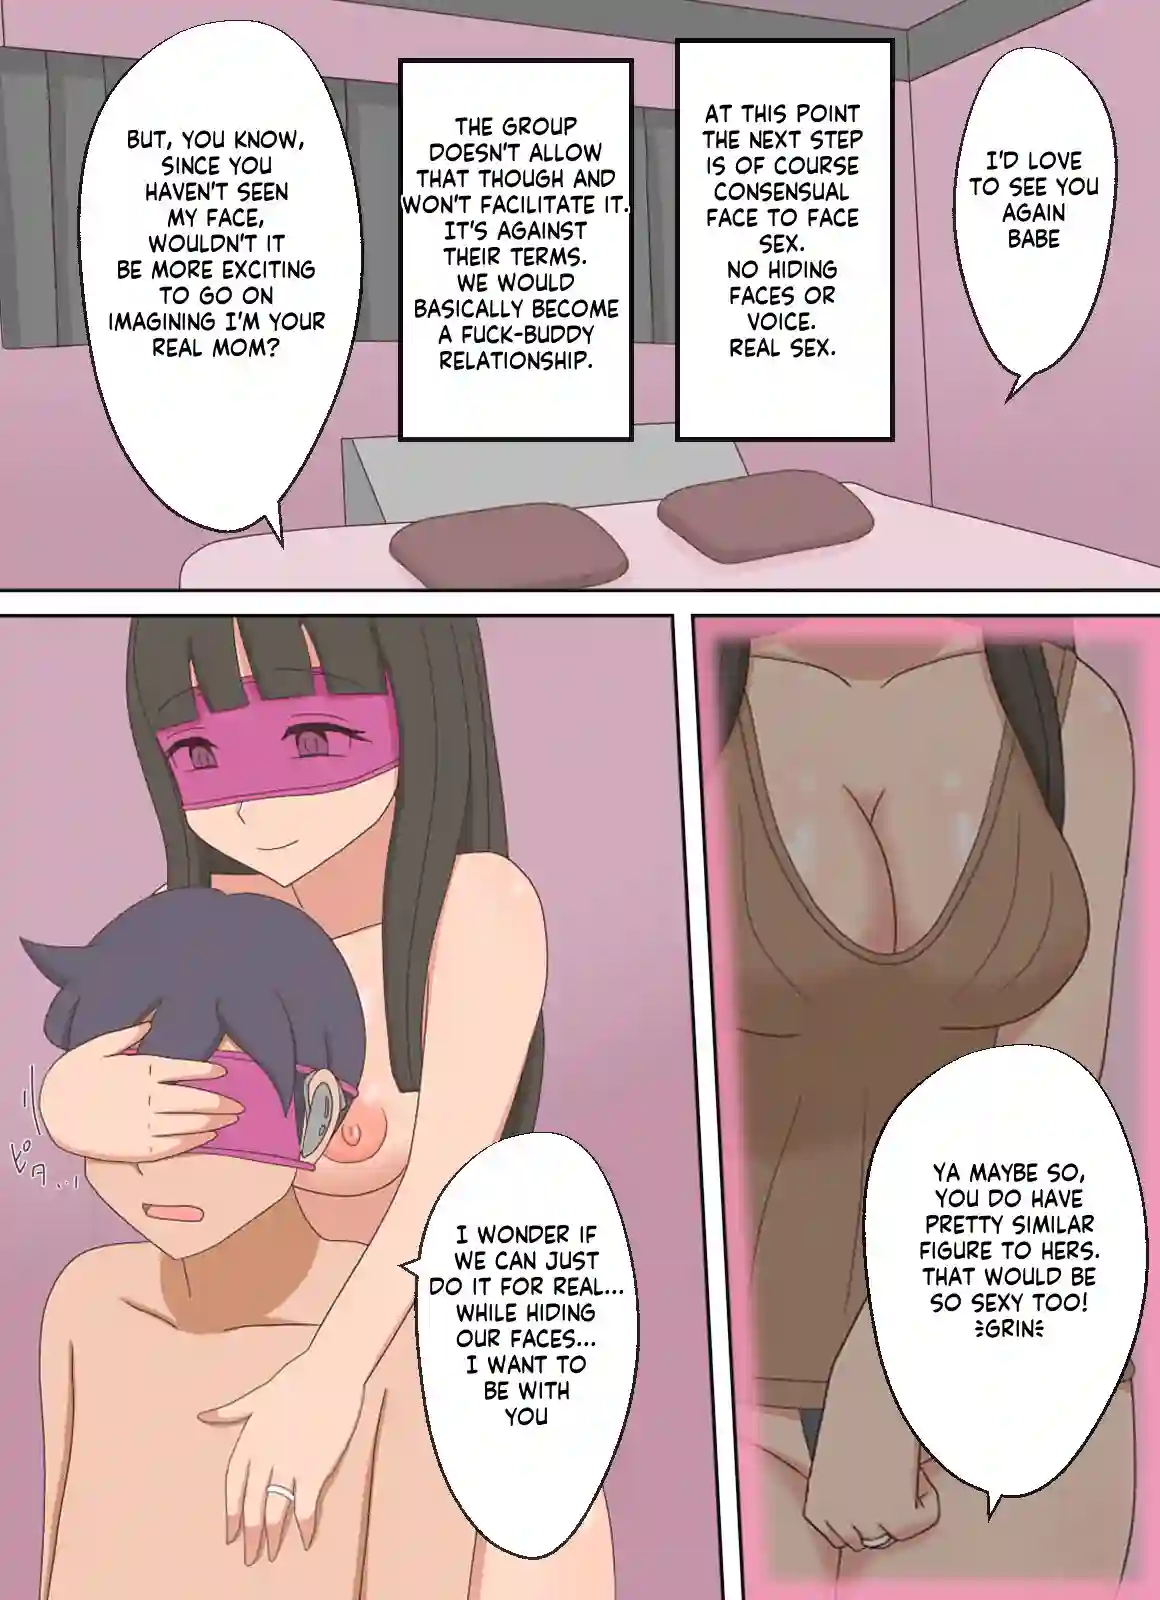 I'D LOVE
TO SEE YOU
AGAIN
BABE
AT THIS POINT
THE NEXT STEP
IS OF COURSE
CONSENSUAL
FACE TO FACE
SEX.
NO HIDING
FACES OR
VOICE.
REAL SEX.
THE GROUP
DOESN'T ALLOW
THAT THOUGH AND
WON'T FACILITATE IT.
IT'S AGAINST
THEIR TERMS.
WE WOULD
BASICALLY BECOME
A FUCK-BUDDY
RELATIONSHIP.
BUT, YOU KNOW,
SINCE YOU
HAVEN'T SEEN
MY FACE,
WOULDN'T IT
BE MORE EXCITING
TO GO ON
IMAGINING I'M YOUR
REAL MOM?
YA MAYBE SO,
YOU DO HAVE
PRETTY SIMILAR
FIGURE TO HERS.
THAT WOULD BE
SO SEXY TOO!
GRIN
I WONDER IF
WE CAN JUST
DO IT FOR REAL...
WHILE HIDING
OUR FACES...
I WANT TO
BE WITH
YOU
ピタ...